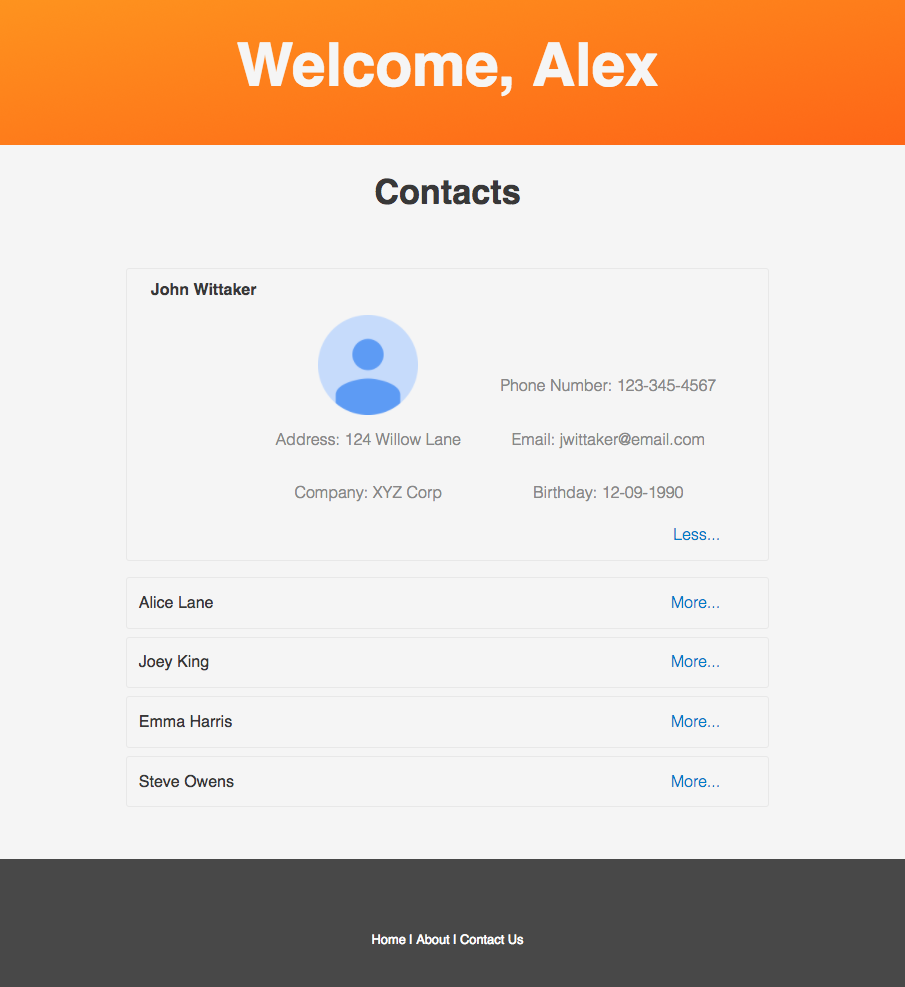 Welcome, Alex
Contacts
John Wittaker
Phone Number: 123-345-4567
Address: 124 Willow Lane
Email: jwittaker@email.com
Company: XYZ Corp
Birthday: 12-09-1990
Less...
Alice Lane
More...
Joey King
More...
Emma Harris
More...
Steve Owens
More...
Home | About | Contact Us